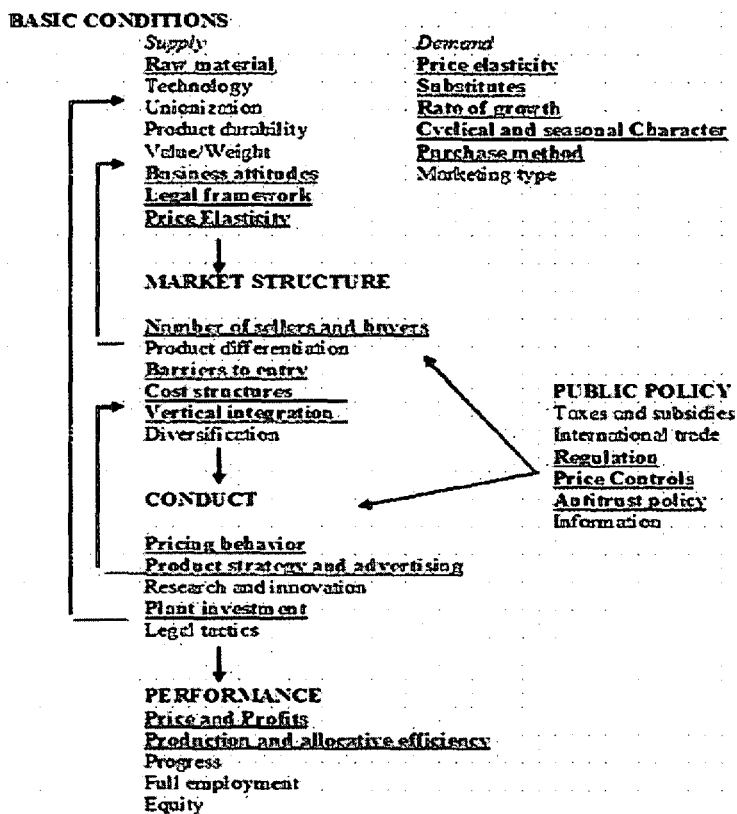 BASIC CONDITIONS
Supply
Raw material
Technology
Unionization
Product durability
Value/Weight
Business attitudes
Legal framework
Price Elasticity
Demand
Price elasticity
Substitutes
Rate of growth
Cyclical and seasonal Character
Purchase method
Marketing type
MARKET STRUCTURE
Number of sellers and buyers
Product differentiation
Barriers to entry
Cost structures
Vertical integration
Diversification
PUBLIC POLICY
Taxes and subsidies
International trade
Regulation
Price Controls
Antitrust policy
Information
CONDUCT
Pricing behavior
Product strategy and advertising
Research and innovation
Plant investment
Legal tactics
PERFORMANCE
Price and Profits
Production and allocative efficiency
Progress
Full employment
Equity